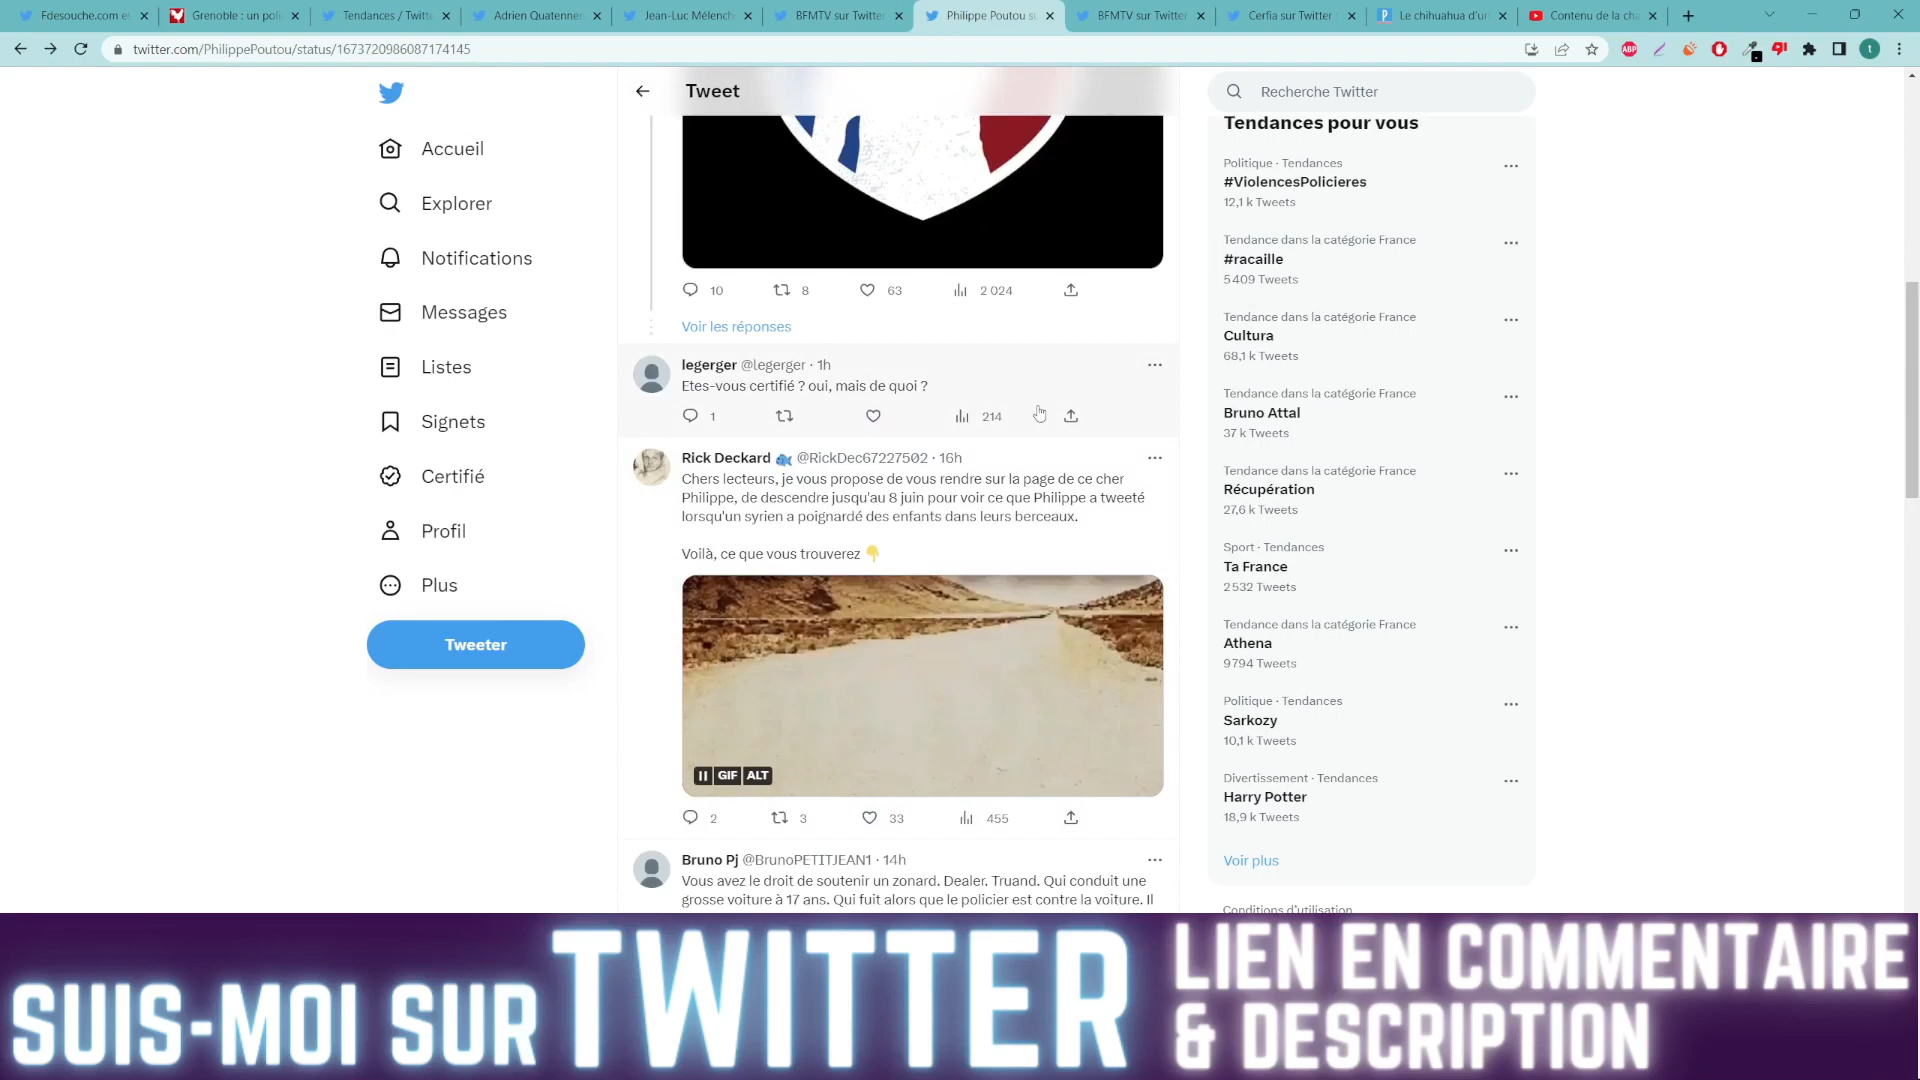 Fdesouche.com e
Grenoble : un poli
Tendances / Twitt
Adrien Quatennen
Jean-Luc Mélench
BFMTV sur Twitter
Philippe Poutou su
BFMTV sur Twitter
Cerfia sur Twitter
Le chihuahua d'un
Contenu de la cha
twitter.com/PhilippePoutou/status/1673720986087174145
ABP
t
Accueil
Explorer
Notifications
Messages
Listes
Signets
Certifié
Profil
Plus
Tweeter
Tweet
10 8 63 2 024
Voir les réponses
legerger @legerger · 1h
Etes-vous certifié ? oui, mais de quoi ?
1 214
Rick Deckard @RickDec67227502 · 16h
Chers lecteurs, je vous propose de vous rendre sur la page de ce cher
Philippe, de descendre jusqu'au 8 juin pour voir ce que Philippe a tweeté
lorsqu'un syrien a poignardé des enfants dans leurs berceaux.
Voilà, ce que vous trouverez 👇
GIF ALT
2 3 33 455
Bruno Pj @BrunoPETITJEAN1 · 14h
Vous avez le droit de soutenir un zonard. Dealer. Truand. Qui conduit une
grosse voiture à 17 ans. Qui fuit alors que le policier est contre la voiture. Il
Recherche Twitter
Tendances pour vous
Politique · Tendances
#ViolencesPolicieres
12,1 k Tweets
Tendance dans la catégorie France
#racaille
5 409 Tweets
Tendance dans la catégorie France
Cultura
68,1 k Tweets
Tendance dans la catégorie France
Bruno Attal
37 k Tweets
Tendance dans la catégorie France
Récupération
27,6 k Tweets
Sport · Tendances
Ta France
2 532 Tweets
Tendance dans la catégorie France
Athena
9 794 Tweets
Politique · Tendances
Sarkozy
10,1 k Tweets
Divertissement · Tendances
Harry Potter
18,9 k Tweets
Voir plus
Conditions d'utilisation
SUIS-MOI SUR TWITTER
LIEN EN COMMENTAIRE
& DESCRIPTION